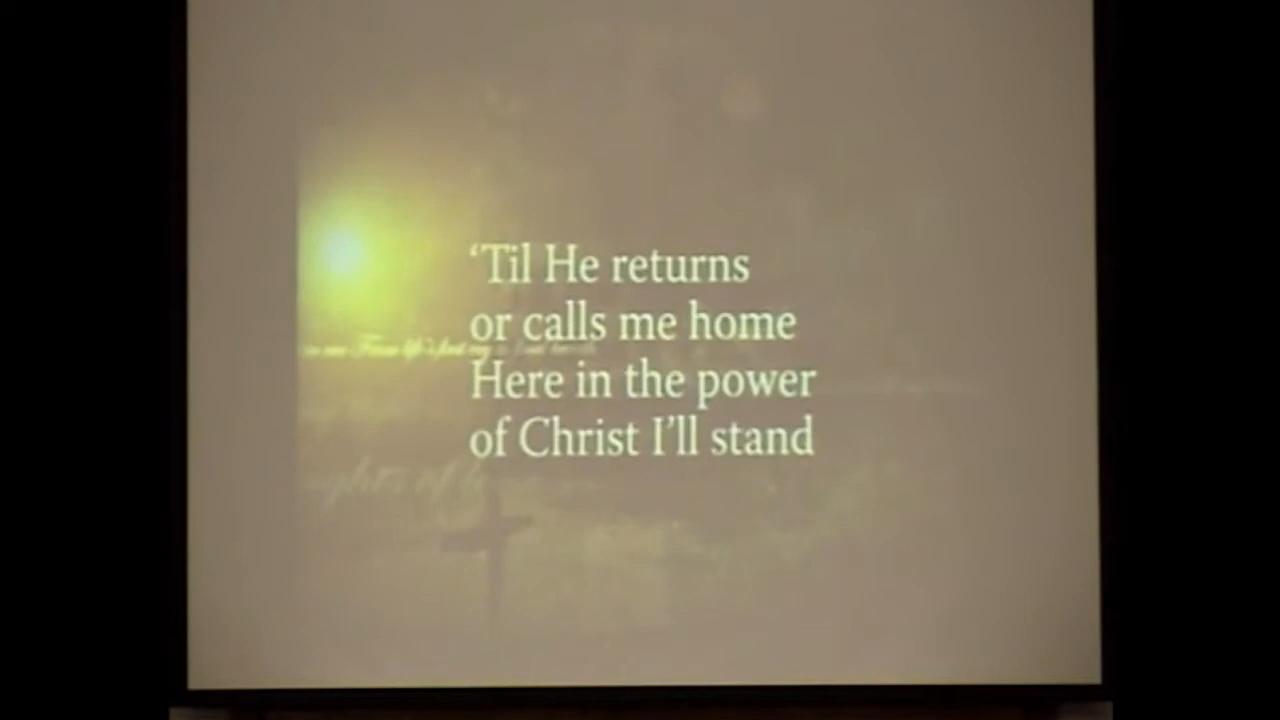 ‘Til He returns
or calls me home
Here in the power
of Christ I’ll stand